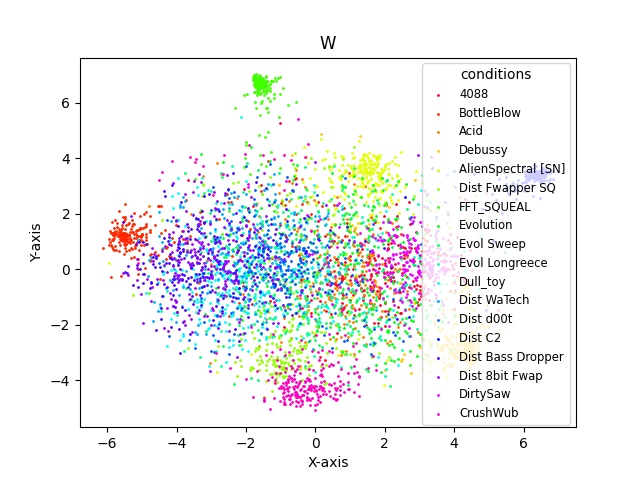 W
conditions
4088
BottleBlow
Acid
Debussy
AlienSpectral [SN]
Dist Fwapper SQ
FFT_SQUEAL
Evolution
Evol Sweep
Evol Longreece
Dull_toy
Dist WaTech
Dist d00t
Dist C2
Dist Bass Dropper
Dist 8bit Fwap
DirtySaw
CrushWub
Y-axis
6
4
2
0
−2
−4
−6 −4 −2 0 2 4 6
X-axis